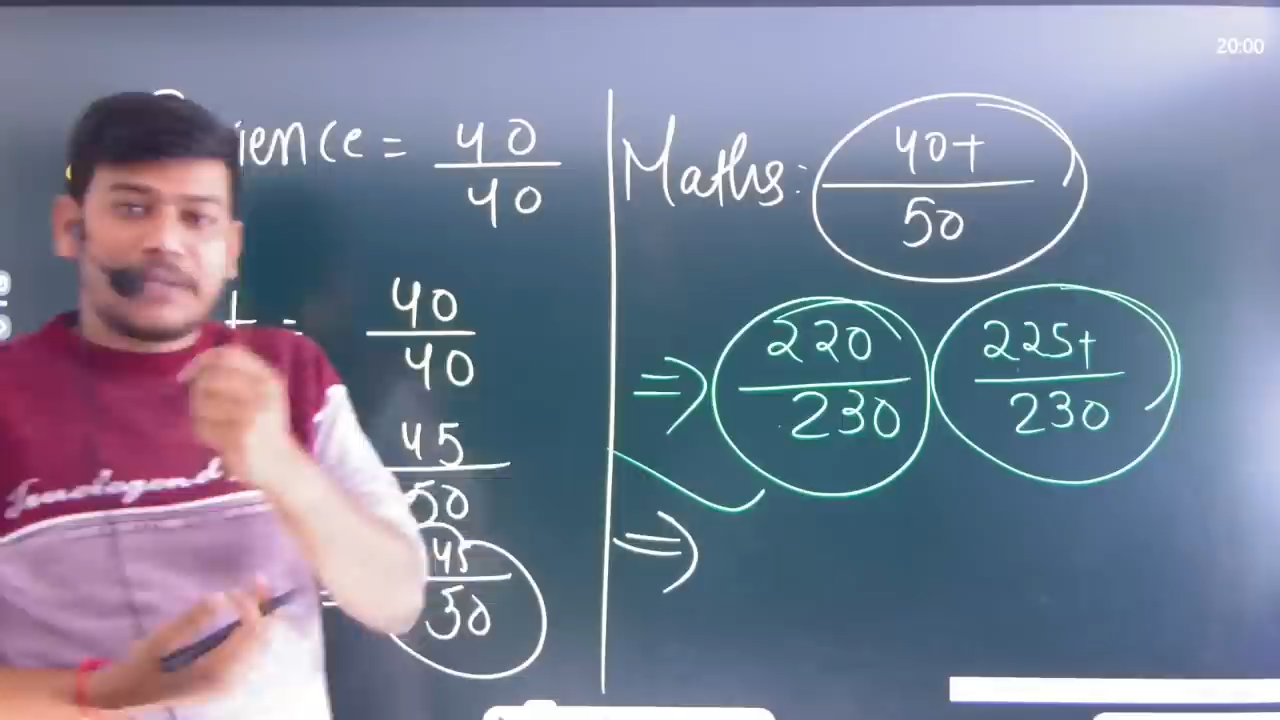 20:00
ience = 40
40
t = 40
40
45
50
45
50
Maths: 40+
50
=> 220 225+
230 230
=>